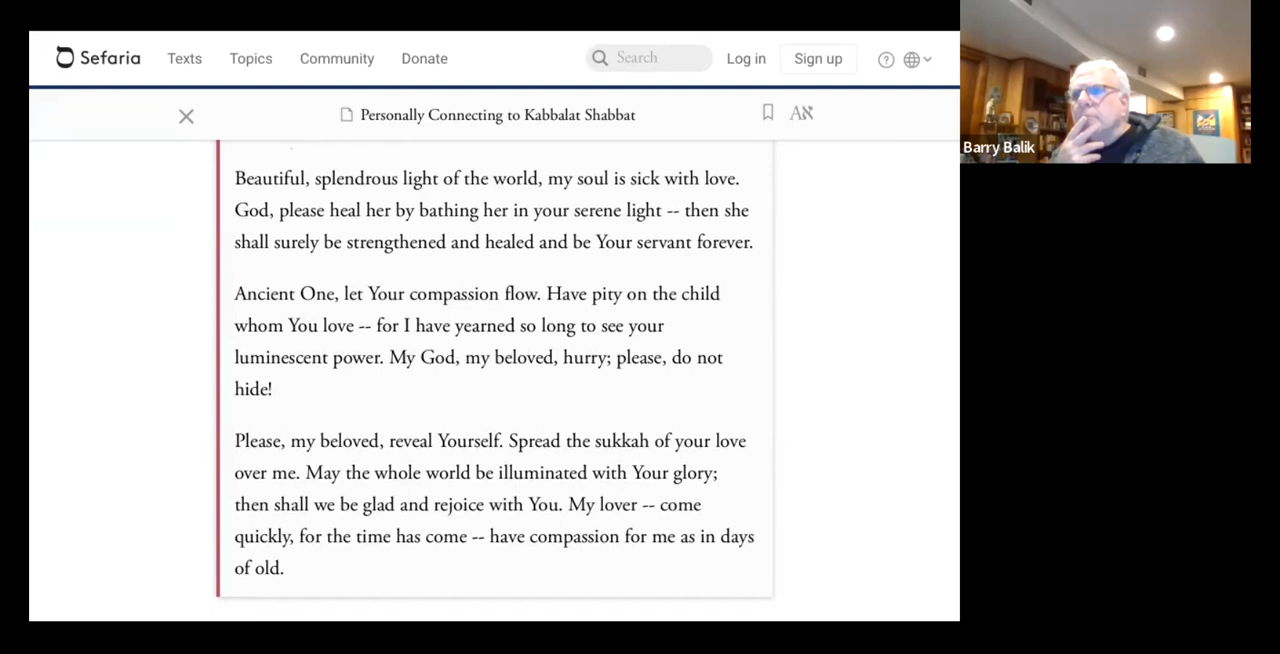 Sefaria
Texts
Topics
Community
Donate
Search
Log in
Sign up
Personally Connecting to Kabbalat Shabbat
Aא
Beautiful, splendrous light of the world, my soul is sick with love.
God, please heal her by bathing her in your serene light -- then she
shall surely be strengthened and healed and be Your servant forever.
Ancient One, let Your compassion flow. Have pity on the child
whom You love -- for I have yearned so long to see your
luminescent power. My God, my beloved, hurry; please, do not
hide!
Please, my beloved, reveal Yourself. Spread the sukkah of your love
over me. May the whole world be illuminated with Your glory;
then shall we be glad and rejoice with You. My lover -- come
quickly, for the time has come -- have compassion for me as in days
of old.
Barry Balik